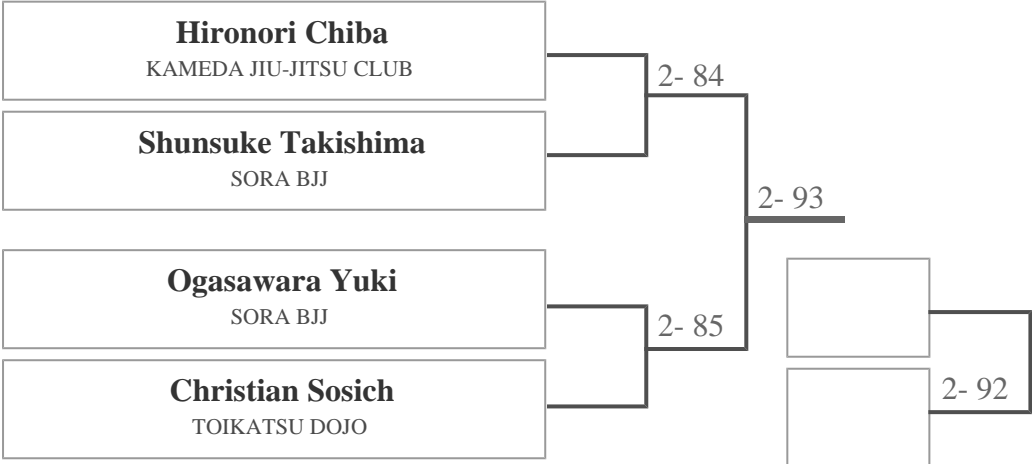 Hironori Chiba
KAMEDA JIU-JITSU CLUB
2- 84
Shunsuke Takishima
SORA BJJ
2- 93
Ogasawara Yuki
SORA BJJ
2- 85
Christian Sosich
TOIKATSU DOJO
2- 92